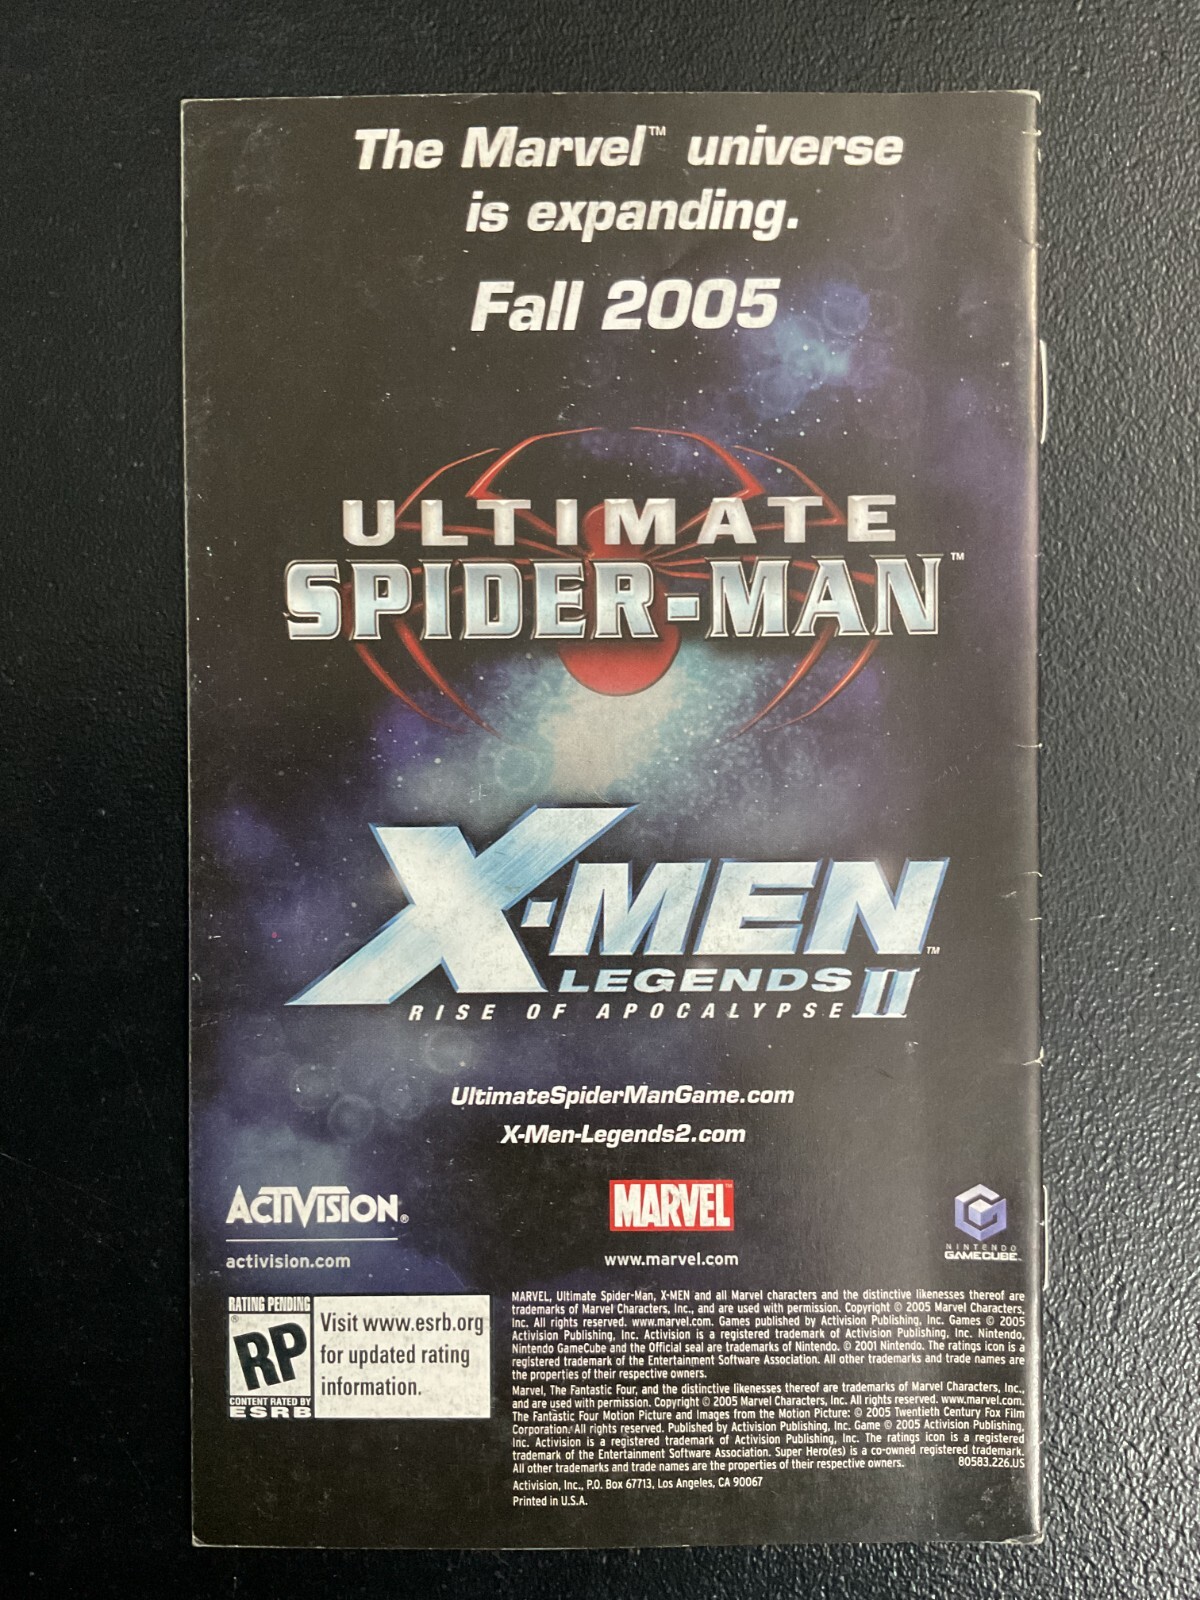 The Marvel™ universe
is expanding.
Fall 2005
ULTIMATE
SPIDER-MAN™
X-MEN™
LEGENDS II
RISE OF APOCALYPSE
UltimateSpiderManGame.com
X-Men-Legends2.com
ACTIVISION®
activision.com
MARVEL
www.marvel.com
NINTENDO
GAMECUBE™
RATING PENDING
RP
®
CONTENT RATED BY
ESRB
Visit www.esrb.org
for updated rating
information.
MARVEL, Ultimate Spider-Man, X-MEN and all Marvel characters and the distinctive likenesses thereof are
trademarks of Marvel Characters, Inc., and are used with permission. Copyright © 2005 Marvel Characters,
Inc. All rights reserved. www.marvel.com. Games published by Activision Publishing, Inc. Games © 2005
Activision Publishing, Inc. Activision is a registered trademark of Activision Publishing, Inc. Nintendo,
Nintendo GameCube and the Official seal are trademarks of Nintendo. © 2001 Nintendo. The ratings icon is a
registered trademark of the Entertainment Software Association. All other trademarks and trade names are
the properties of their respective owners.
Marvel, The Fantastic Four, and the distinctive likenesses thereof are trademarks of Marvel Characters, Inc.,
and are used with permission. Copyright © 2005 Marvel Characters, Inc. All rights reserved. www.marvel.com.
The Fantastic Four Motion Picture and Images from the Motion Picture: © 2005 Twentieth Century Fox Film
Corporation. All rights reserved. Published by Activision Publishing, Inc. Game © 2005 Activision Publishing,
Inc. Activision is a registered trademark of Activision Publishing, Inc. The ratings icon is a registered
trademark of the Entertainment Software Association. Super Hero(es) is a co-owned registered trademark.
All other trademarks and trade names are the properties of their respective owners. 80583.226.US
Activision, Inc., P.O. Box 67713, Los Angeles, CA 90067
Printed in U.S.A.